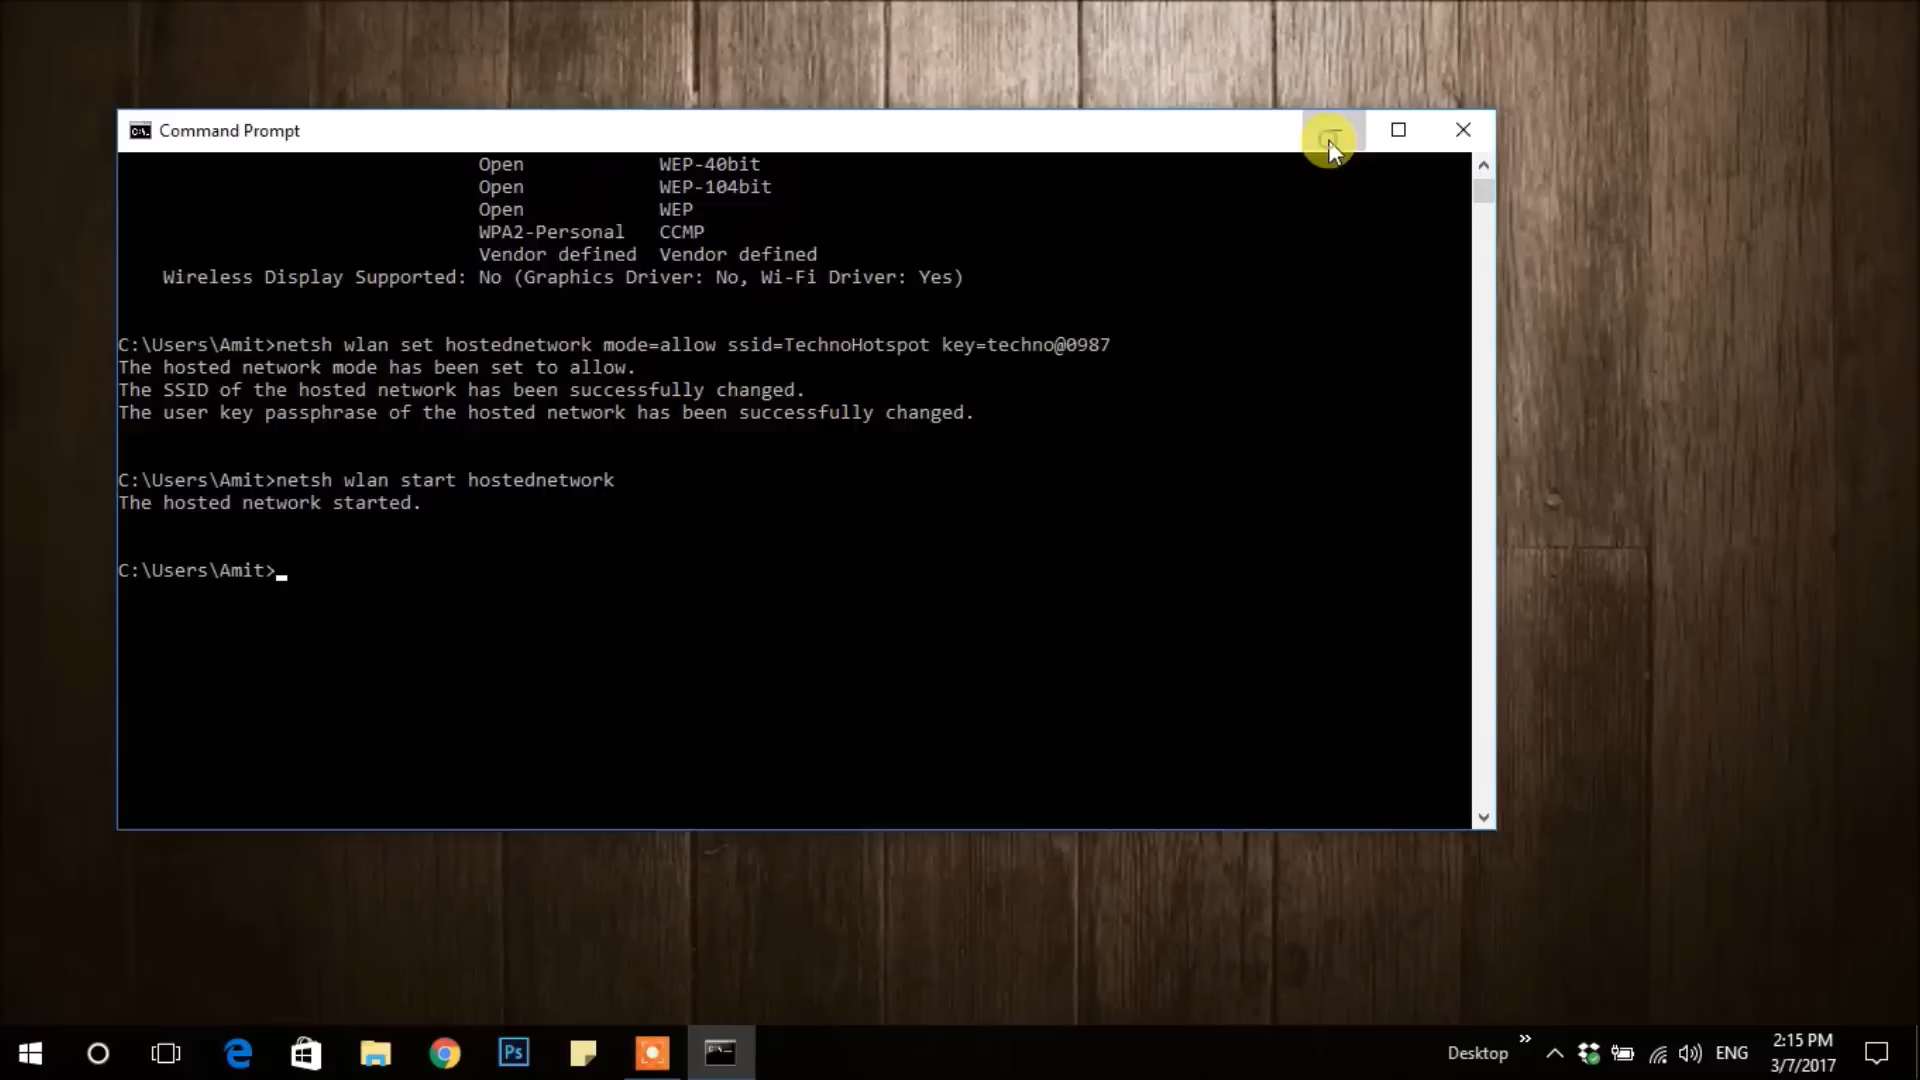 Command Prompt
Open WEP-40bit
Open WEP-104bit
Open WEP
WPA2-Personal CCMP
Vendor defined Vendor defined
Wireless Display Supported: No (Graphics Driver: No, Wi-Fi Driver: Yes)
C:\Users\Amit>netsh wlan set hostednetwork mode=allow ssid=TechnoHotspot key=techno@0987
The hosted network mode has been set to allow.
The SSID of the hosted network has been successfully changed.
The user key passphrase of the hosted network has been successfully changed.
C:\Users\Amit>netsh wlan start hostednetwork
The hosted network started.
C:\Users\Amit>
Ps
Desktop
ENG
2:15 PM
3/7/2017